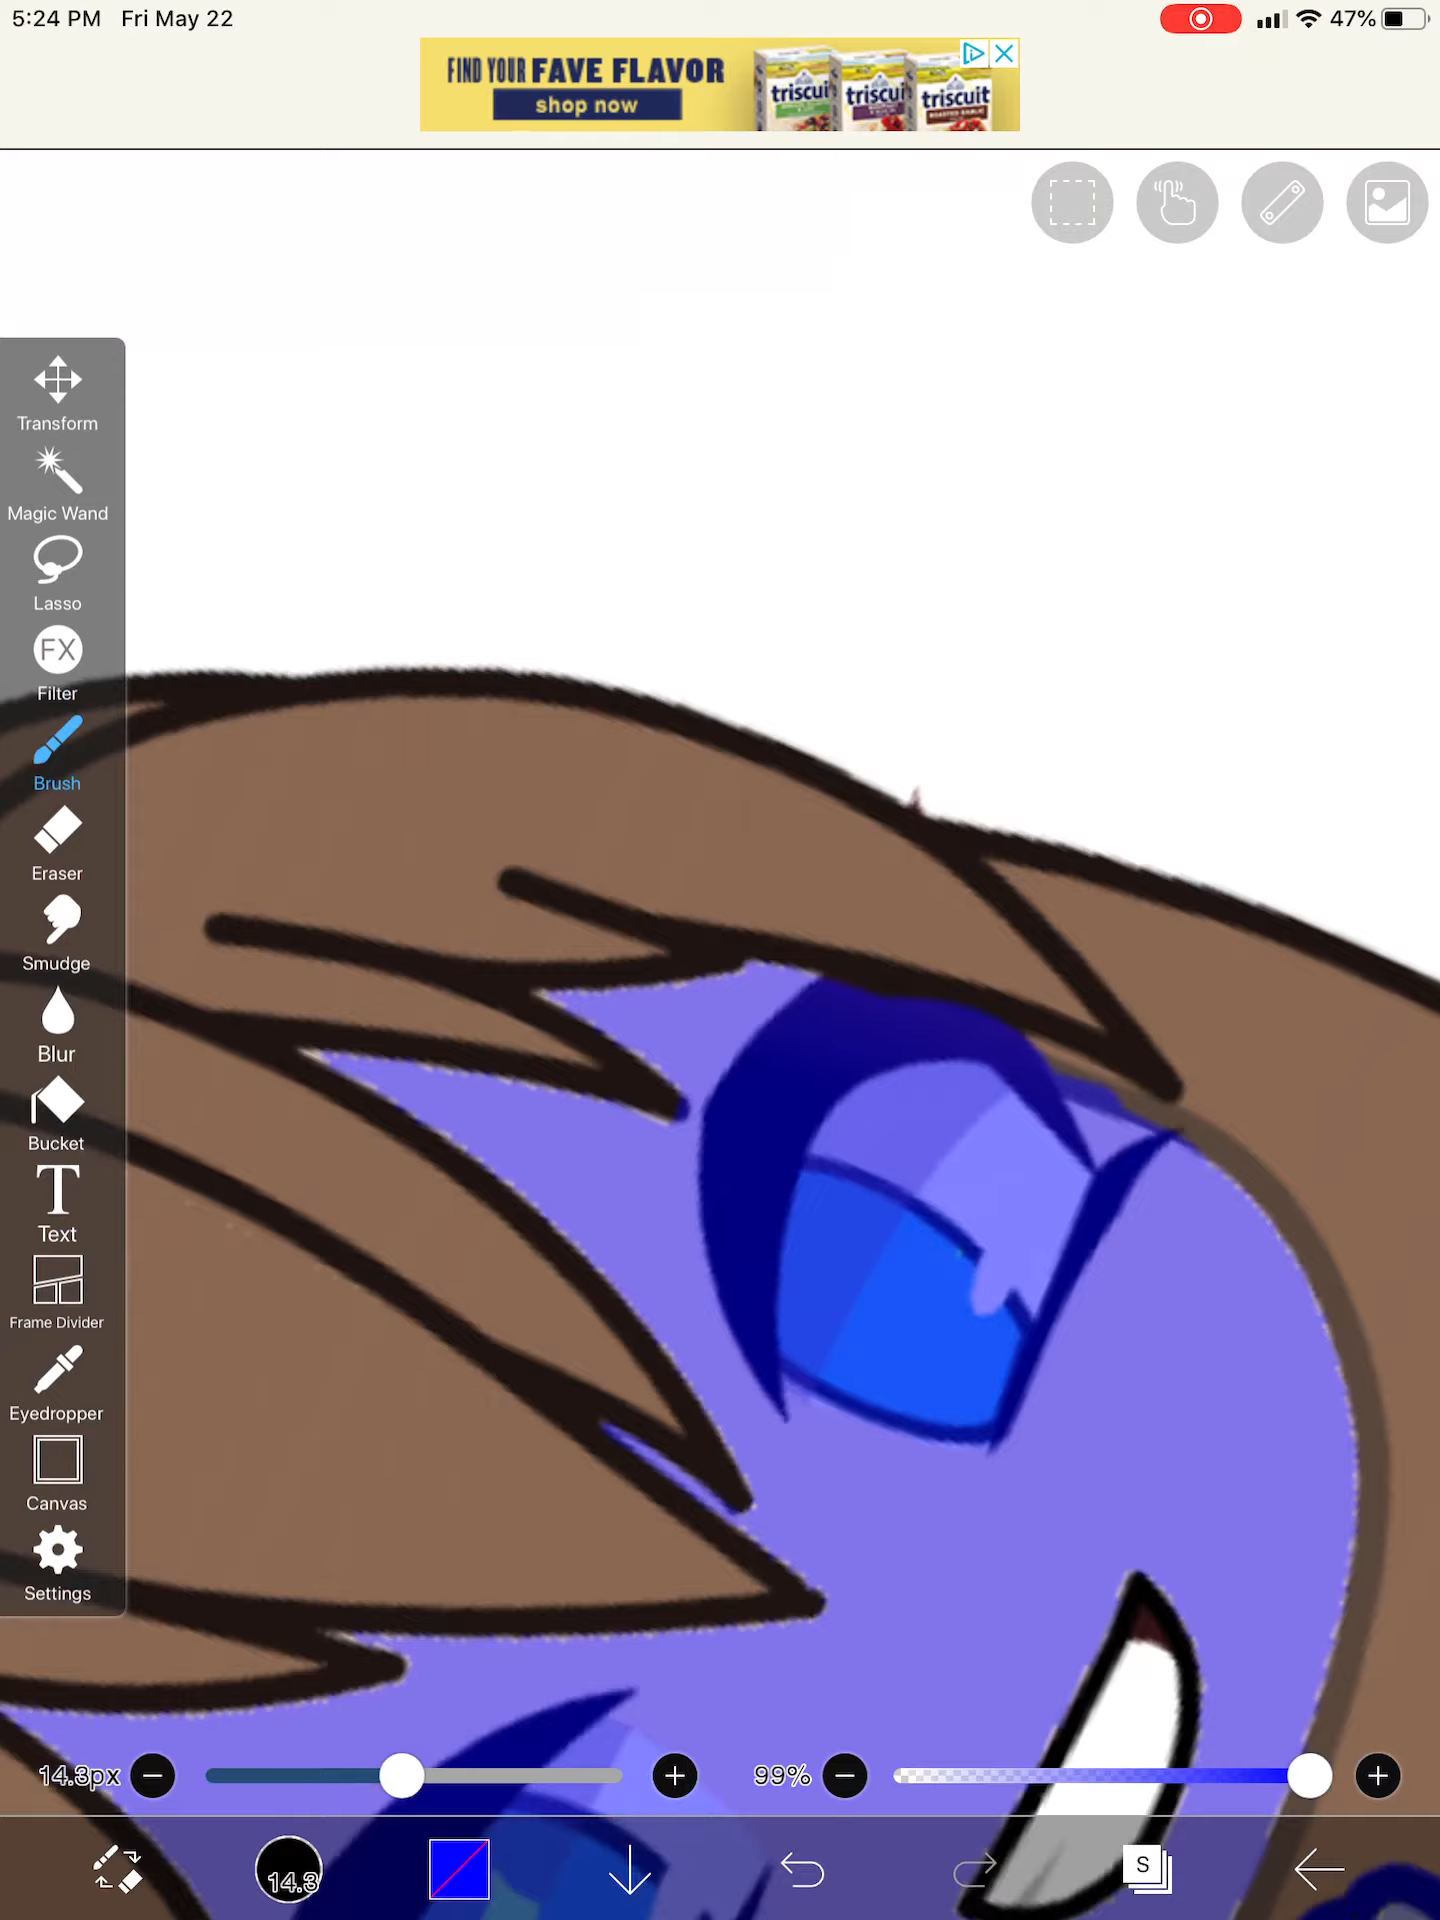 5:24 PM Fri May 22
47%
FIND YOUR FAVE FLAVOR
shop now
triscuit
triscuit
triscuit
ROASTED GARLIC
Transform
Magic Wand
Lasso
FX
Filter
Brush
Eraser
Smudge
Blur
Bucket
T
Text
Frame Divider
Eyedropper
Canvas
Settings
14.3px
99%
14.3
S